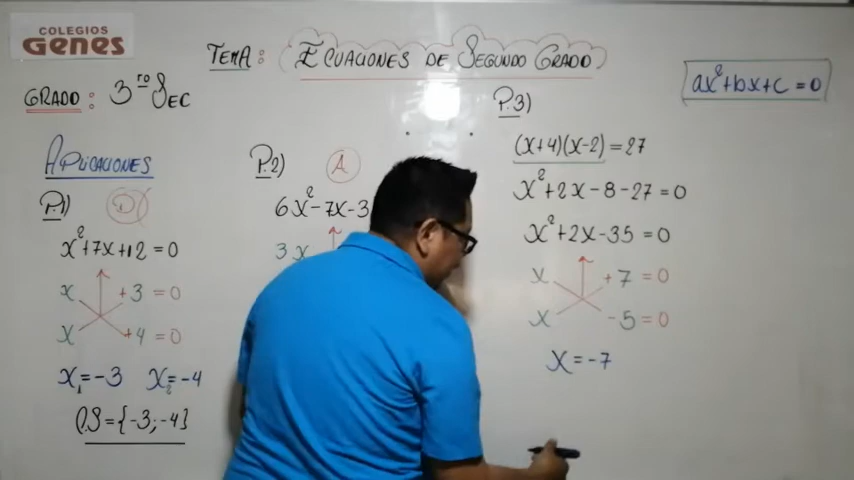 COLEGIOS
Genes
TEMA: ECUACIONES DE SEGUNDO GRADO
GRADO: 3ro SEC
ax²+bx+c=0
APLICACIONES
P.1) D
x²+7x+12=0
x +3=0
x +4=0
x₁=-3 x₂=-4
C.S={-3;-4}
P.2) A
6x²-7x-3
3x
P.3)
(x+4)(x-2)=27
x²+2x-8-27=0
x²+2x-35=0
x +7=0
x -5=0
x=-7